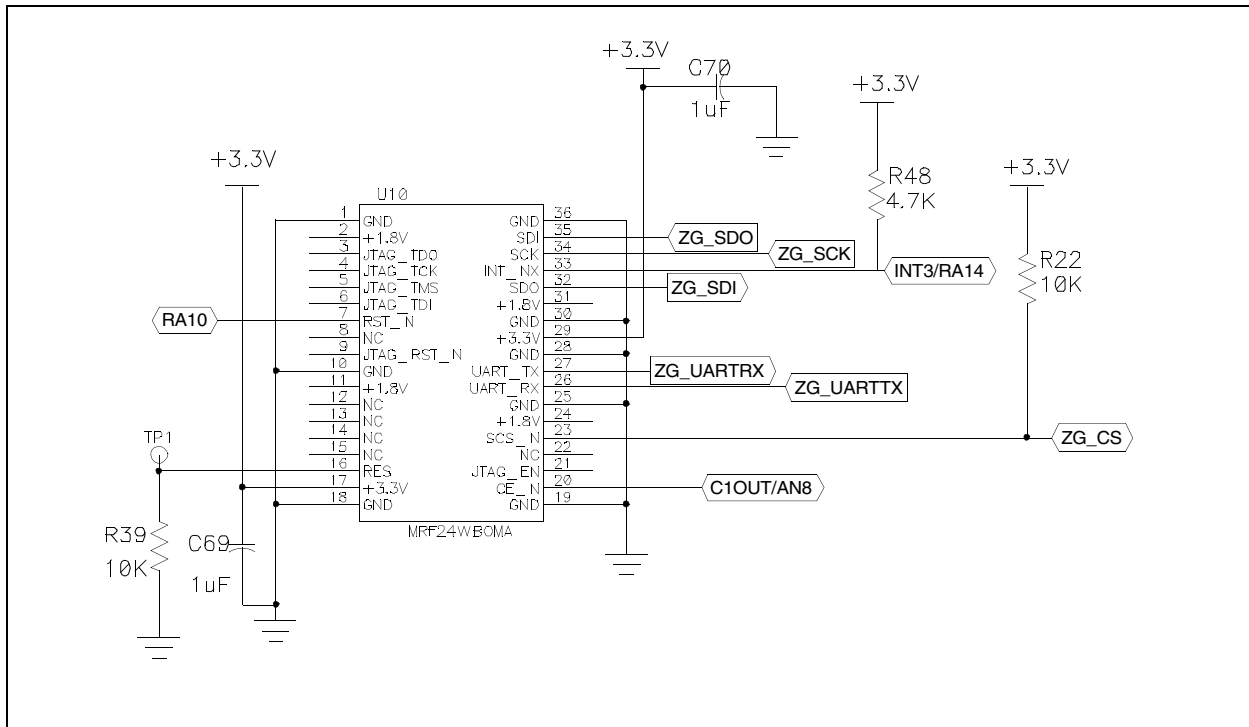 +3.3V
C70
1uF
+3.3V
+3.3V
+3.3V
R48
4.7K
R22
10K
U10
1 GND
2 +1.8V
3 JTAG_TDO
4 JTAG_TCK
5 JTAG_TMS
6 JTAG_TDI
7 RST_N
8 NC
9 JTAG_RST_N
10 GND
11 +1.8V
12 NC
13 NC
14 NC
15 NC
16 RES
17 +3.3V
18 GND
GND 36
SDI 35
SCK 34
INT_NX 33
SDO 32
+1.8V 31
GND 30
+3.3V 29
GND 28
UART_TX 27
UART_RX 26
GND 25
+1.8V 24
SCS_N 23
NC 22
JTAG_EN 21
CE_N 20
GND 19
MRF24WB0MA
RA10
ZG_SDO
ZG_SCK
INT3/RA14
ZG_SDI
ZG_UARTRX
ZG_UARTTX
ZG_CS
C1OUT/AN8
TP1
R39
10K
C69
1uF